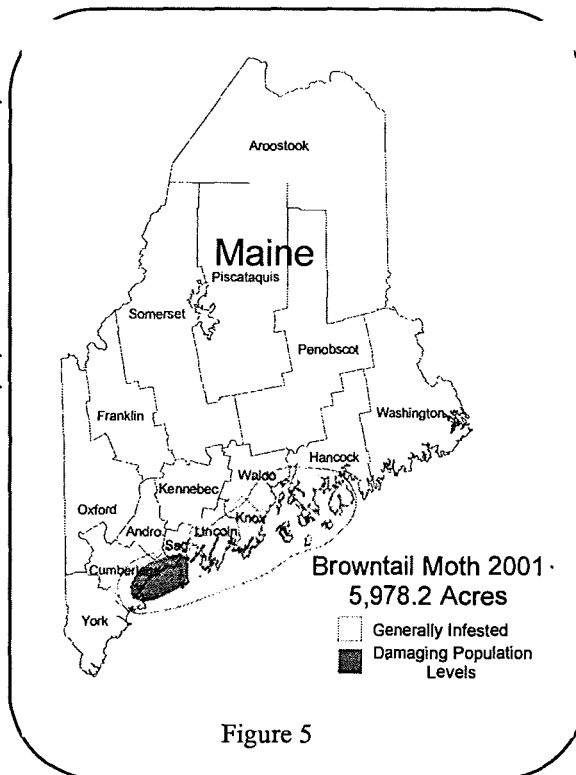 Aroostook
Maine
Piscataquis
Somerset
Penobscot
Franklin
Washington
Hancock
Waldo
Kennebec
Oxford
Knox
Lincoln
Andro.
Sag
Cumberland
York
Browntail Moth 2001
5,978.2 Acres
Generally Infested
Damaging Population
Levels
Figure 5